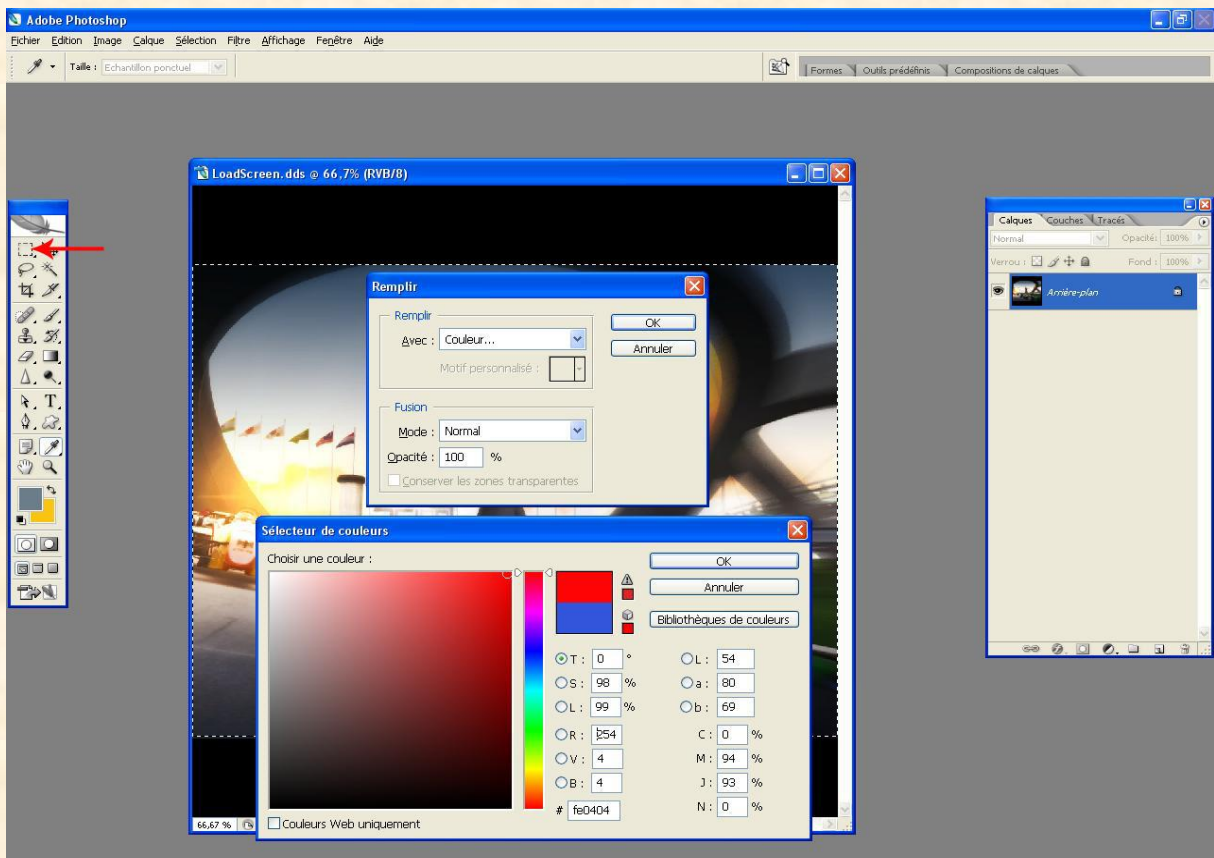 Adobe Photoshop
Fichier Edition Image Calque Sélection Filtre Affichage Fenêtre Aide
Taille : Echantillon ponctuel
Formes Outils prédéfinis Compositions de calques
LoadScreen.dds @ 66,7% (RVB/8)
Calques Couches Tracés
Normal Opacité: 100%
Verrou : Fond : 100%
Arrière-plan
Remplir
Remplir
Avec : Couleur...
Motif personnalisé :
OK
Annuler
Fusion
Mode : Normal
Opacité : 100 %
Conserver les zones transparentes
Sélecteur de couleurs
Choisir une couleur :
OK
Annuler
Bibliothèques de couleurs
T : 0 ° L : 54
S : 98 % a : 80
L : 99 % b : 69
R : 254 C : 0 %
V : 4 M : 94 %
B : 4 J : 93 %
# fe0404 N : 0 %
Couleurs Web uniquement
66,67 %